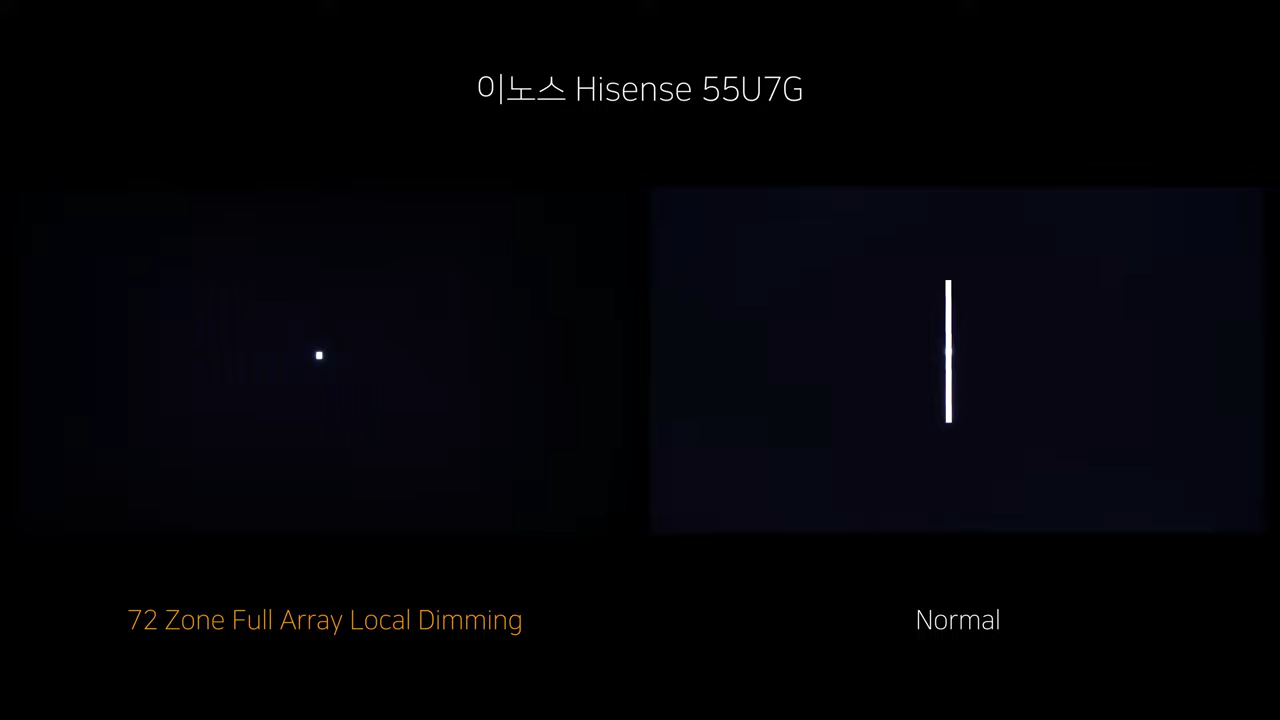 이노스 Hisense 55U7G
72 Zone Full Array Local Dimming
Normal